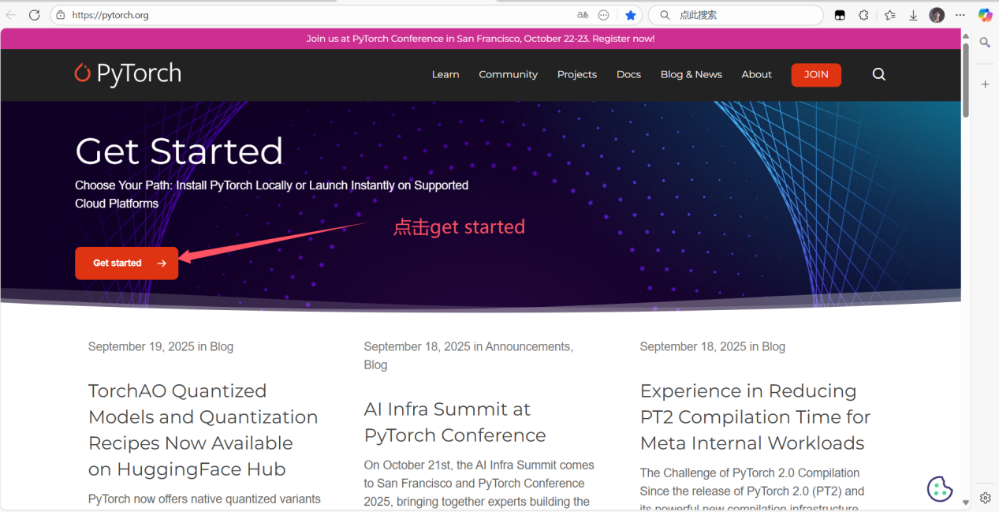 https://pytorch.org
点此搜索
Join us at PyTorch Conference in San Francisco, October 22-23. Register now!
PyTorch
Learn
Community
Projects
Docs
Blog & News
About
JOIN
Get Started
Choose Your Path: Install PyTorch Locally or Launch Instantly on Supported
Cloud Platforms
点击get started
Get started
September 19, 2025 in Blog
TorchAO Quantized
Models and Quantization
Recipes Now Available
on HuggingFace Hub
PyTorch now offers native quantized variants
September 18, 2025 in Announcements,
Blog
AI Infra Summit at
PyTorch Conference
On October 21st, the AI Infra Summit comes
to San Francisco and PyTorch Conference
2025, bringing together experts building the
September 18, 2025 in Blog
Experience in Reducing
PT2 Compilation Time for
Meta Internal Workloads
The Challenge of PyTorch 2.0 Compilation
Since the release of PyTorch 2.0 (PT2) and
its powerful new compilation infrastructure